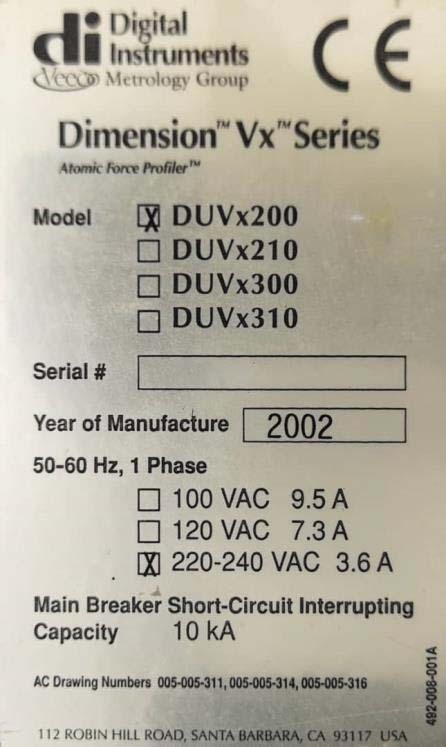 di Digital
Instruments
Veeco Metrology Group
CE
Dimension™ Vx™ Series
Atomic Force Profiler™
Model X DUVx200
DUVx210
DUVx300
DUVx310
Serial #
Year of Manufacture 2002
50-60 Hz, 1 Phase
100 VAC 9.5 A
120 VAC 7.3 A
X 220-240 VAC 3.6 A
Main Breaker Short-Circuit Interrupting
Capacity 10 kA
AC Drawing Numbers 005-005-311, 005-005-314, 005-005-316
492-008-001A
112 ROBIN HILL ROAD, SANTA BARBARA, CA 93117 USA